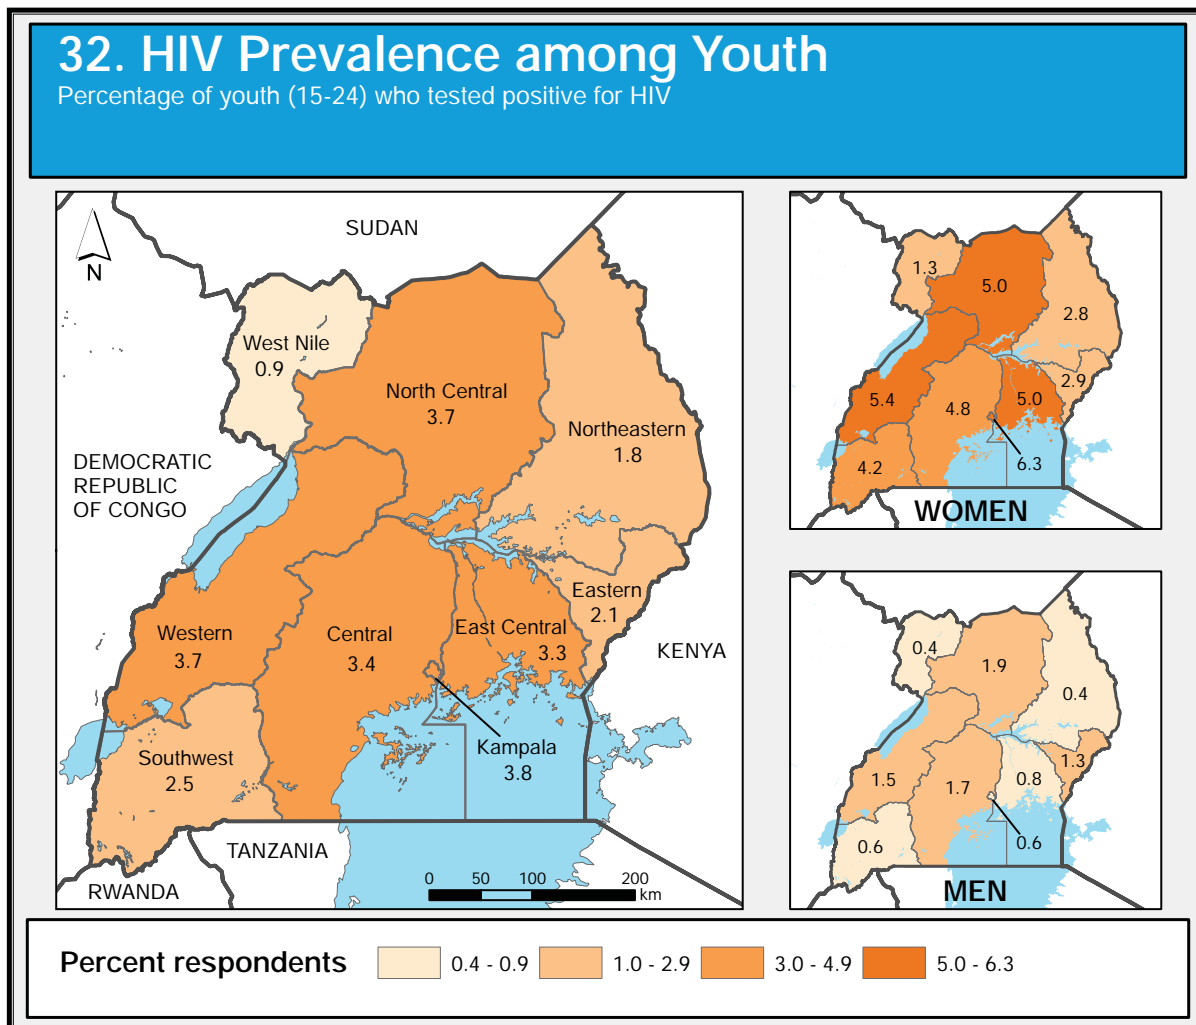 32. HIV Prevalence among Youth
Percentage of youth (15-24) who tested positive for HIV
N
SUDAN
West Nile
0.9
North Central
3.7
Northeastern
1.8
DEMOCRATIC
REPUBLIC
OF CONGO
Eastern
2.1
Western
3.7
Central
3.4
East Central
3.3
KENYA
Southwest
2.5
Kampala
3.8
TANZANIA
RWANDA
0 50 100 200
km
1.3
5.0
2.8
2.9
5.4
4.8
5.0
4.2
6.3
WOMEN
0.4
1.9
0.4
1.3
1.5
1.7
0.8
0.6
0.6
MEN
Percent respondents
0.4 - 0.9
1.0 - 2.9
3.0 - 4.9
5.0 - 6.3